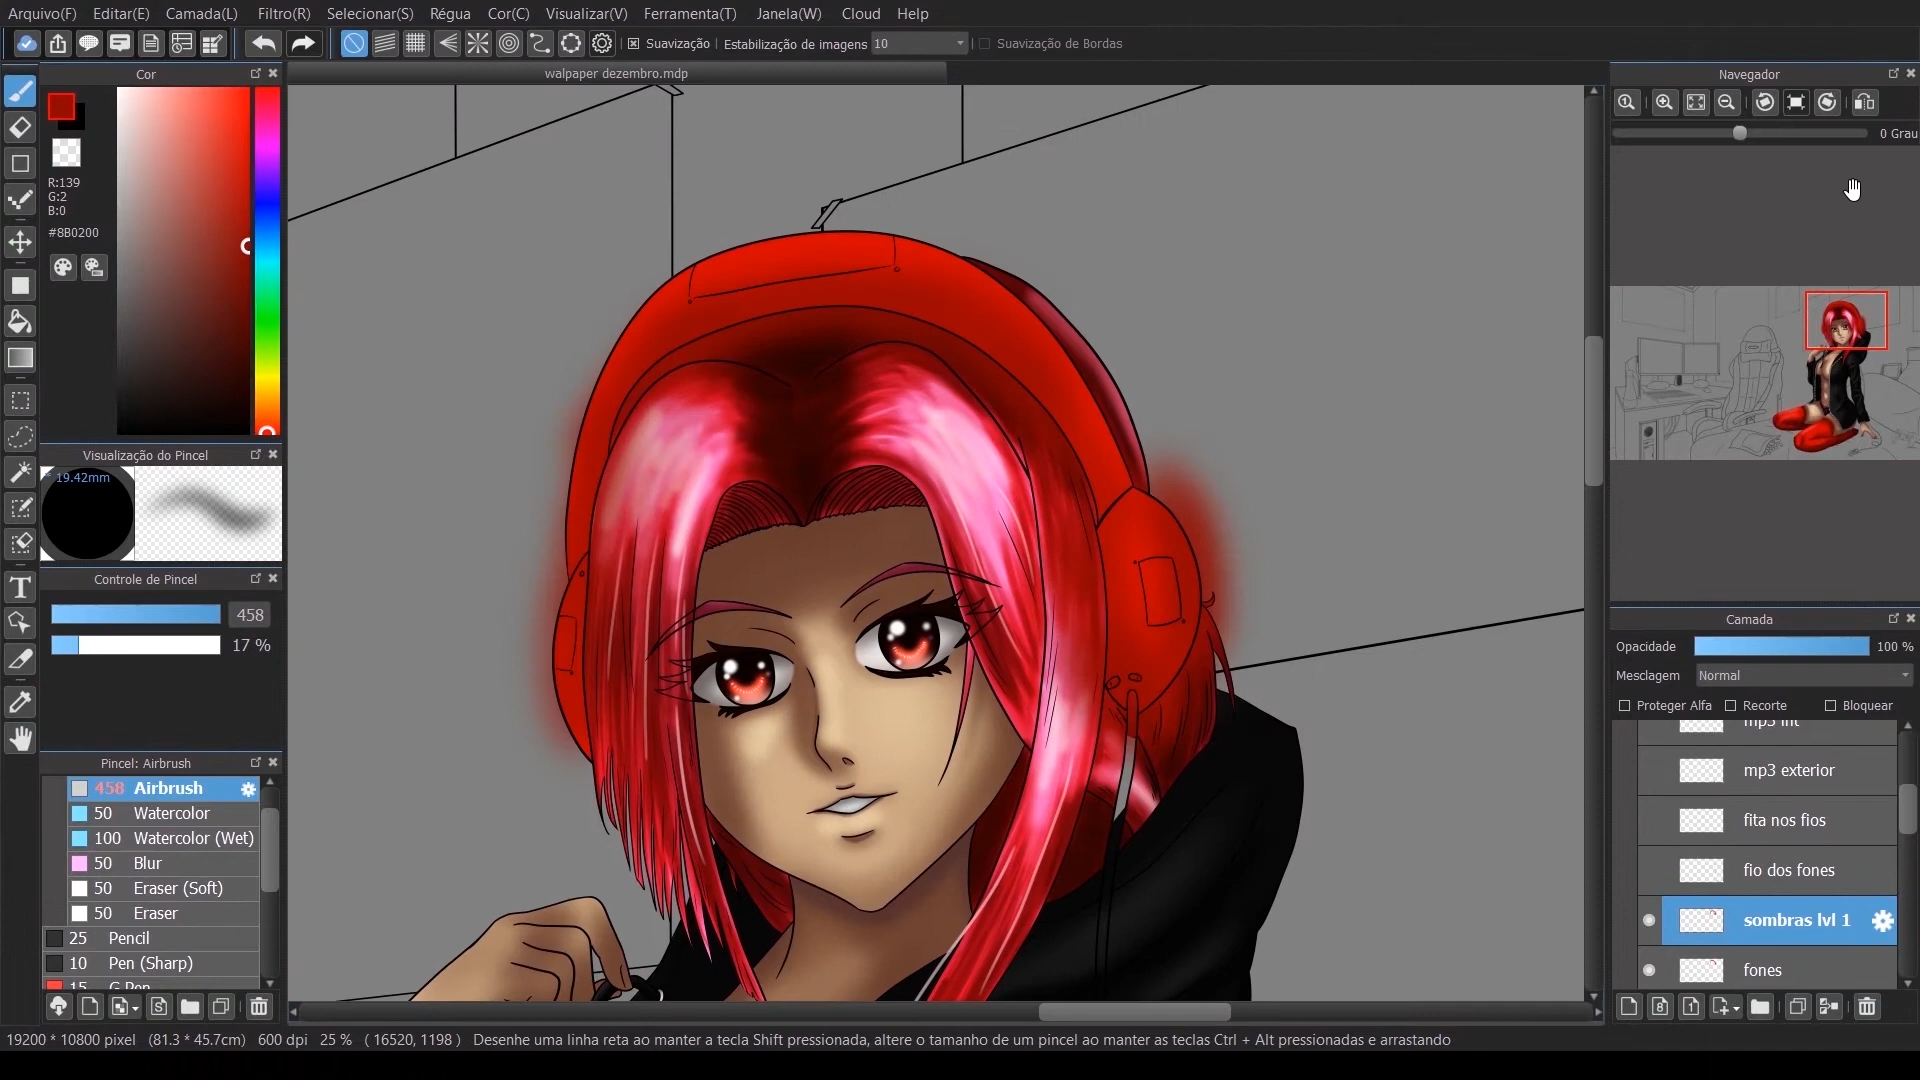 Arquivo(F) Editar(E) Camada(L) Filtro(R) Selecionar(S) Régua Cor(C) Visualizar(V) Ferramenta(T) Janela(W) Cloud Help
Suavização Estabilização de imagens 10 Suavização de Bordas
Cor
R:139
G:2
B:0
#8B0200
Visualização do Pincel
19.42mm
Controle de Pincel
458
17 %
Pincel: Airbrush
458 Airbrush
50 Watercolor
100 Watercolor (Wet)
50 Blur
50 Eraser (Soft)
50 Eraser
25 Pencil
10 Pen (Sharp)
15 G Pen
walpaper dezembro.mdp
Navegador
0 Grau
Camada
Opacidade 100 %
Mesclagem Normal
Proteger Alfa Recorte Bloquear
mp3 int
mp3 exterior
fita nos fios
fio dos fones
sombras lvl 1
fones
19200 * 10800 pixel (81.3 * 45.7cm) 600 dpi 25 % ( 16520, 1198 ) Desenhe uma linha reta ao manter a tecla Shift pressionada, altere o tamanho de um pincel ao manter as teclas Ctrl + Alt pressionadas e arrastando